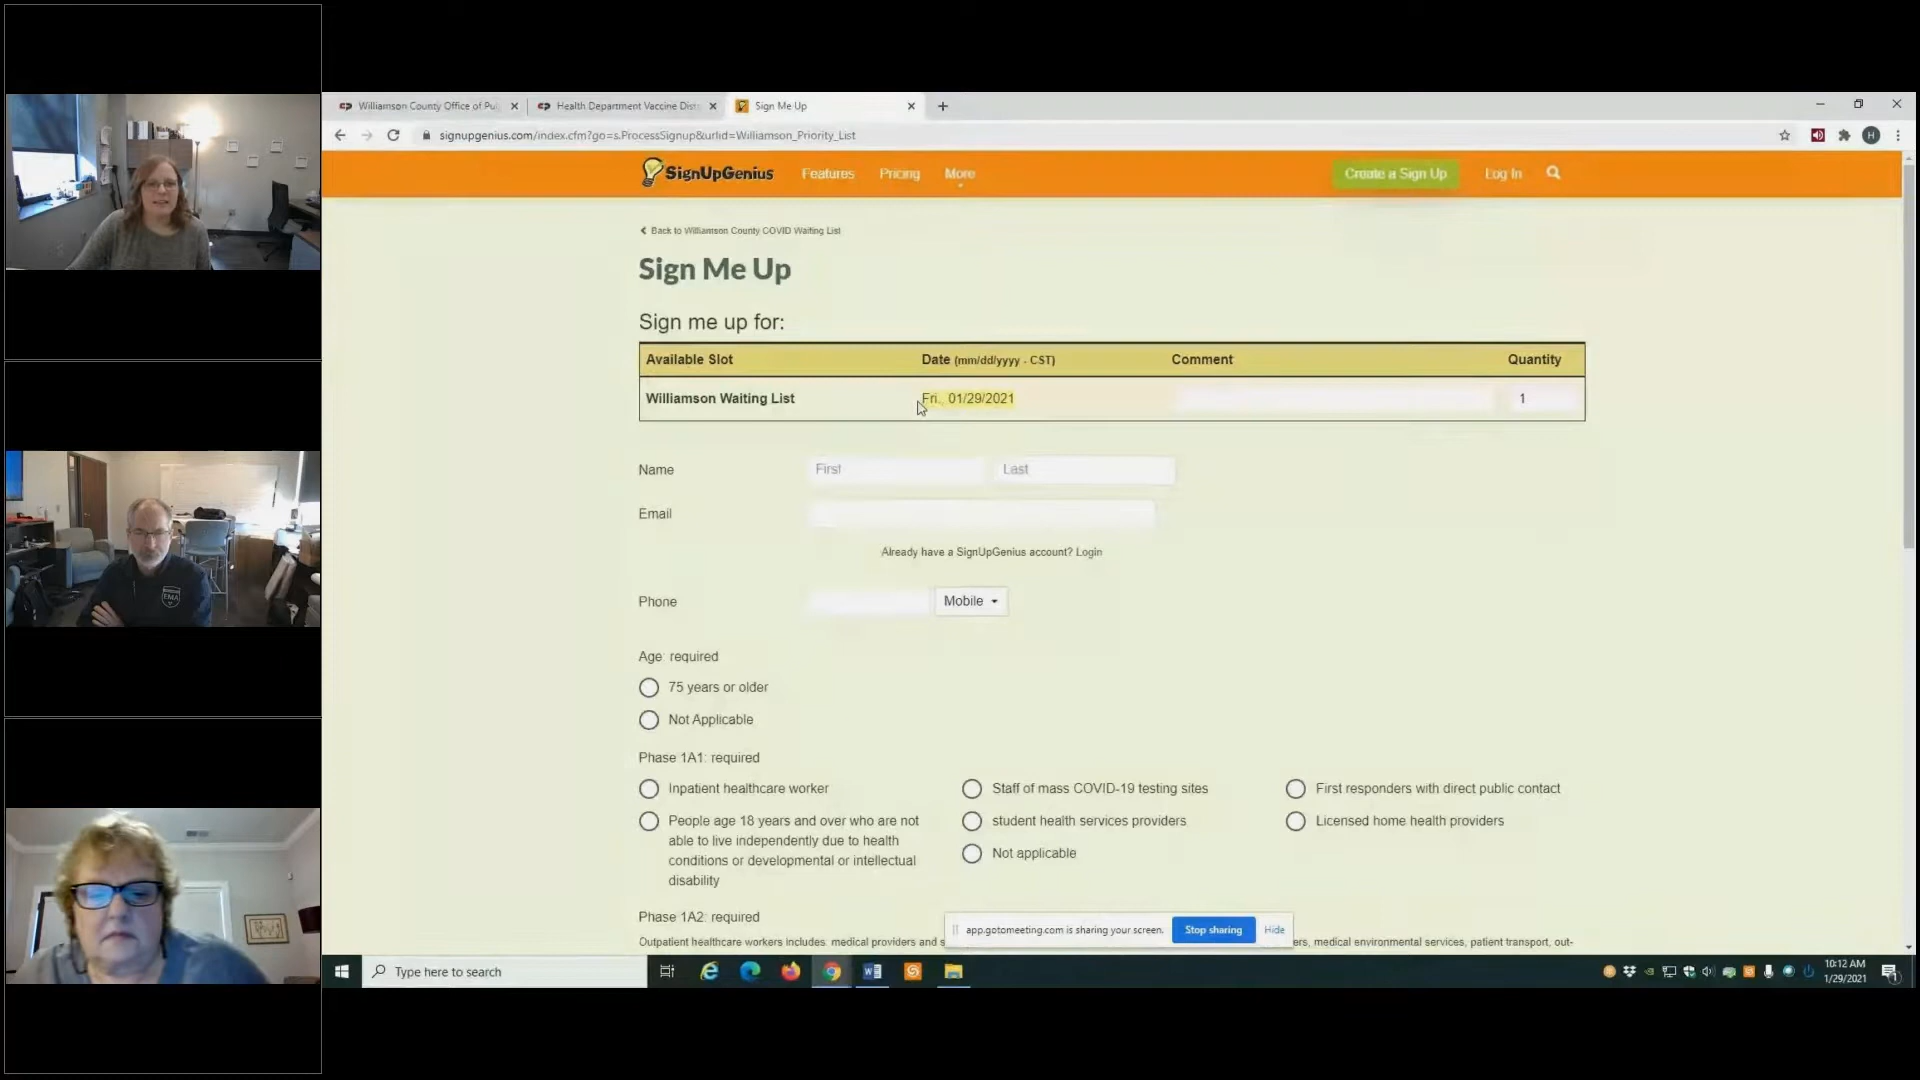 Williamson County Office of Pu
Health Department Vaccine Dist
Sign Me Up
signupgenius.com/index.cfm?go=s.ProcessSignup&urlid=Williamson_Priority_List
H
SignUpGenius
Features
Pricing
More
Create a Sign Up
Log In
Back to Williamson County COVID Waiting List
Sign Me Up
Sign me up for:
Available Slot Date (mm/dd/yyyy - CST) Comment Quantity
Williamson Waiting List Fri., 01/29/2021 1
Name First Last
Email
Already have a SignUpGenius account? Login
Phone Mobile
Age: required
75 years or older
Not Applicable
Phase 1A1: required
Inpatient healthcare worker
Staff of mass COVID-19 testing sites
First responders with direct public contact
People age 18 years and over who are not
able to live independently due to health
conditions or developmental or intellectual
disability
student health services providers
Licensed home health providers
Not applicable
Phase 1A2: required
app.gotomeeting.com is sharing your screen. Stop sharing Hide
Outpatient healthcare workers includes: medical providers and s
ers, medical environmental services, patient transport, out-
Type here to search
10:12 AM
1/29/2021
EMA